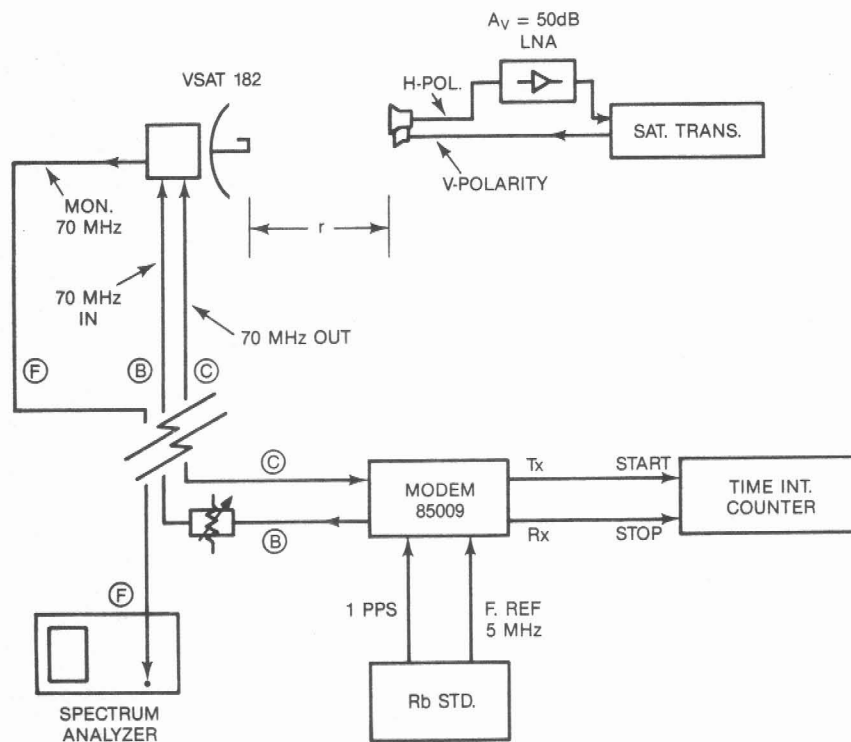 A_V = 50dB
LNA
VSAT 182
H-POL.
SAT. TRANS.
V-POLARITY
MON.
70 MHz
r
70 MHz
IN
70 MHz OUT
F
B
C
C
Tx
START
MODEM
85009
TIME INT.
COUNTER
B
Rx
STOP
F
1 PPS
F. REF
5 MHz
Rb STD.
SPECTRUM
ANALYZER